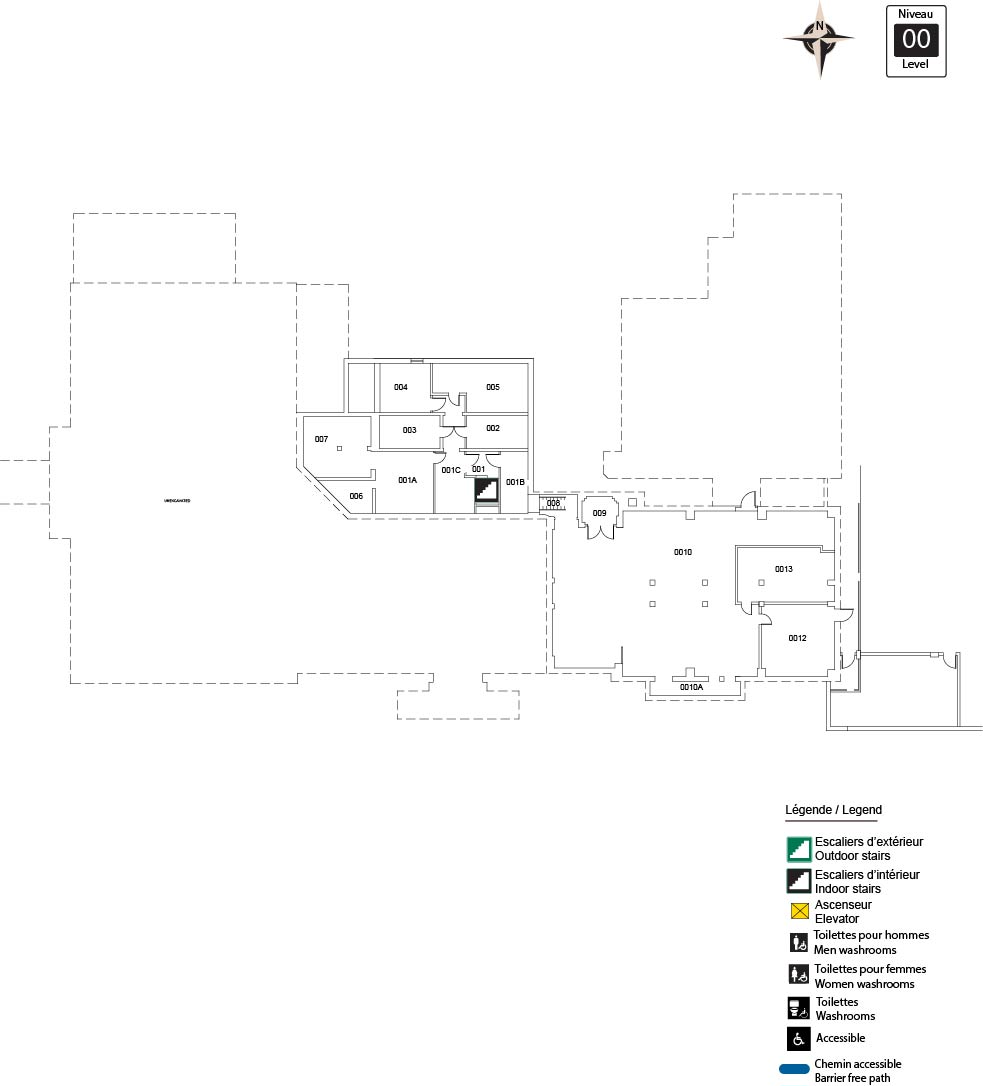 N
Niveau
00
Level
004
005
003
002
007
001C
001
001A
001B
006
UNEXCAVATED
008
009
0010
0013
0012
0010A
Légende / Legend
Escaliers d'extérieur
Outdoor stairs
Escaliers d'intérieur
Indoor stairs
Ascenseur
Elevator
Toilettes pour hommes
Men washrooms
Toilettes pour femmes
Women washrooms
Toilettes
Washrooms
Accessible
Chemin accessible
Barrier free path